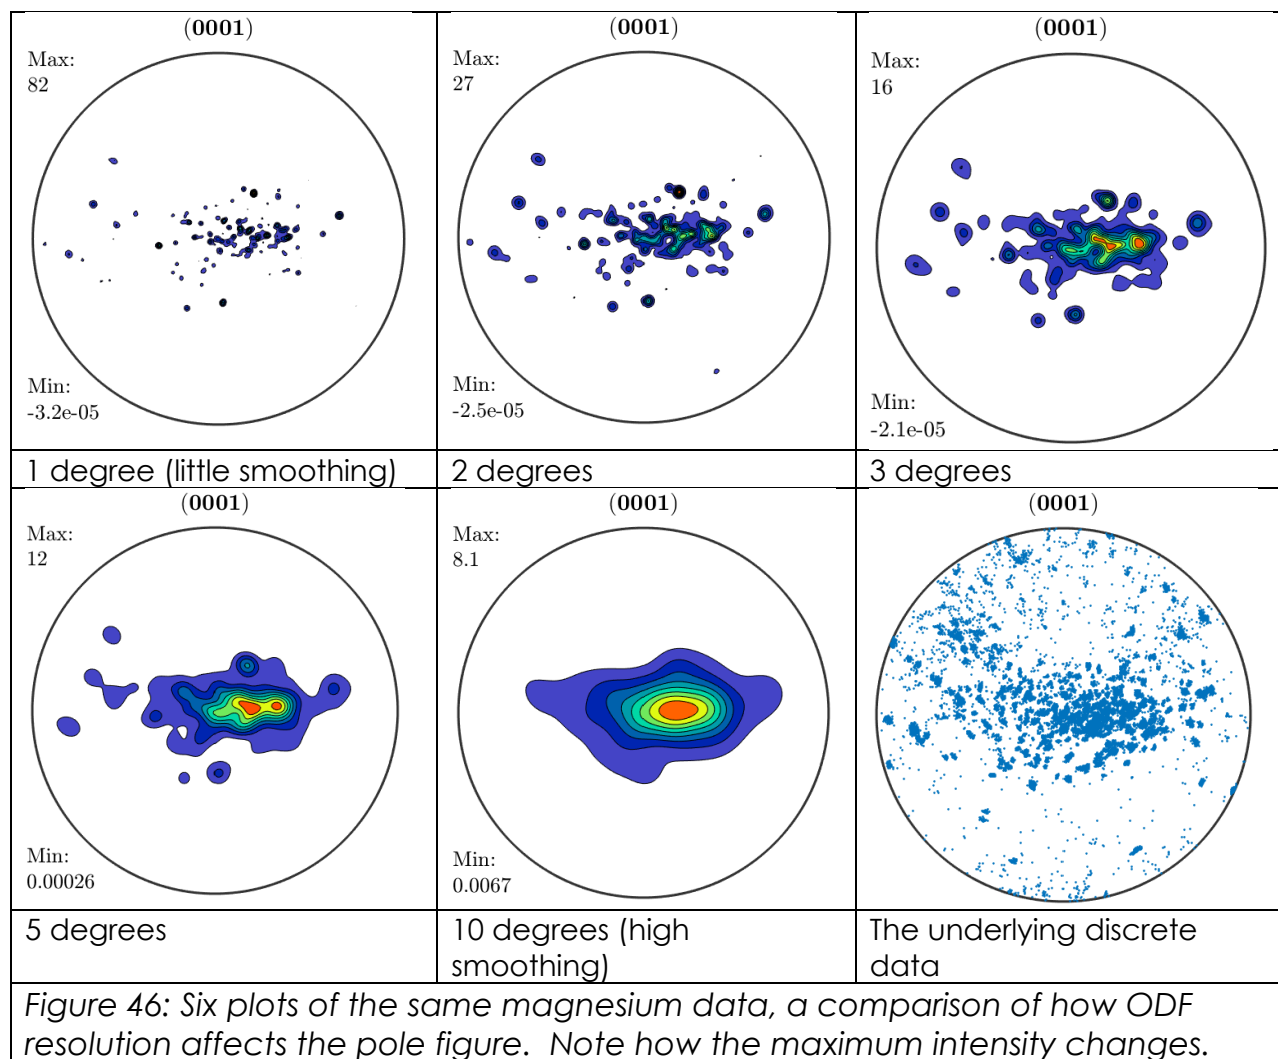 (0001)
Max:
82
Min:
-3.2e-05
(0001)
Max:
27
Min:
-2.5e-05
(0001)
Max:
16
Min:
-2.1e-05
1 degree (little smoothing)
2 degrees
3 degrees
(0001)
Max:
12
Min:
0.00026
(0001)
Max:
8.1
Min:
0.0067
(0001)
5 degrees
10 degrees (high
smoothing)
The underlying discrete
data
Figure 46: Six plots of the same magnesium data, a comparison of how ODF
resolution affects the pole figure.  Note how the maximum intensity changes.